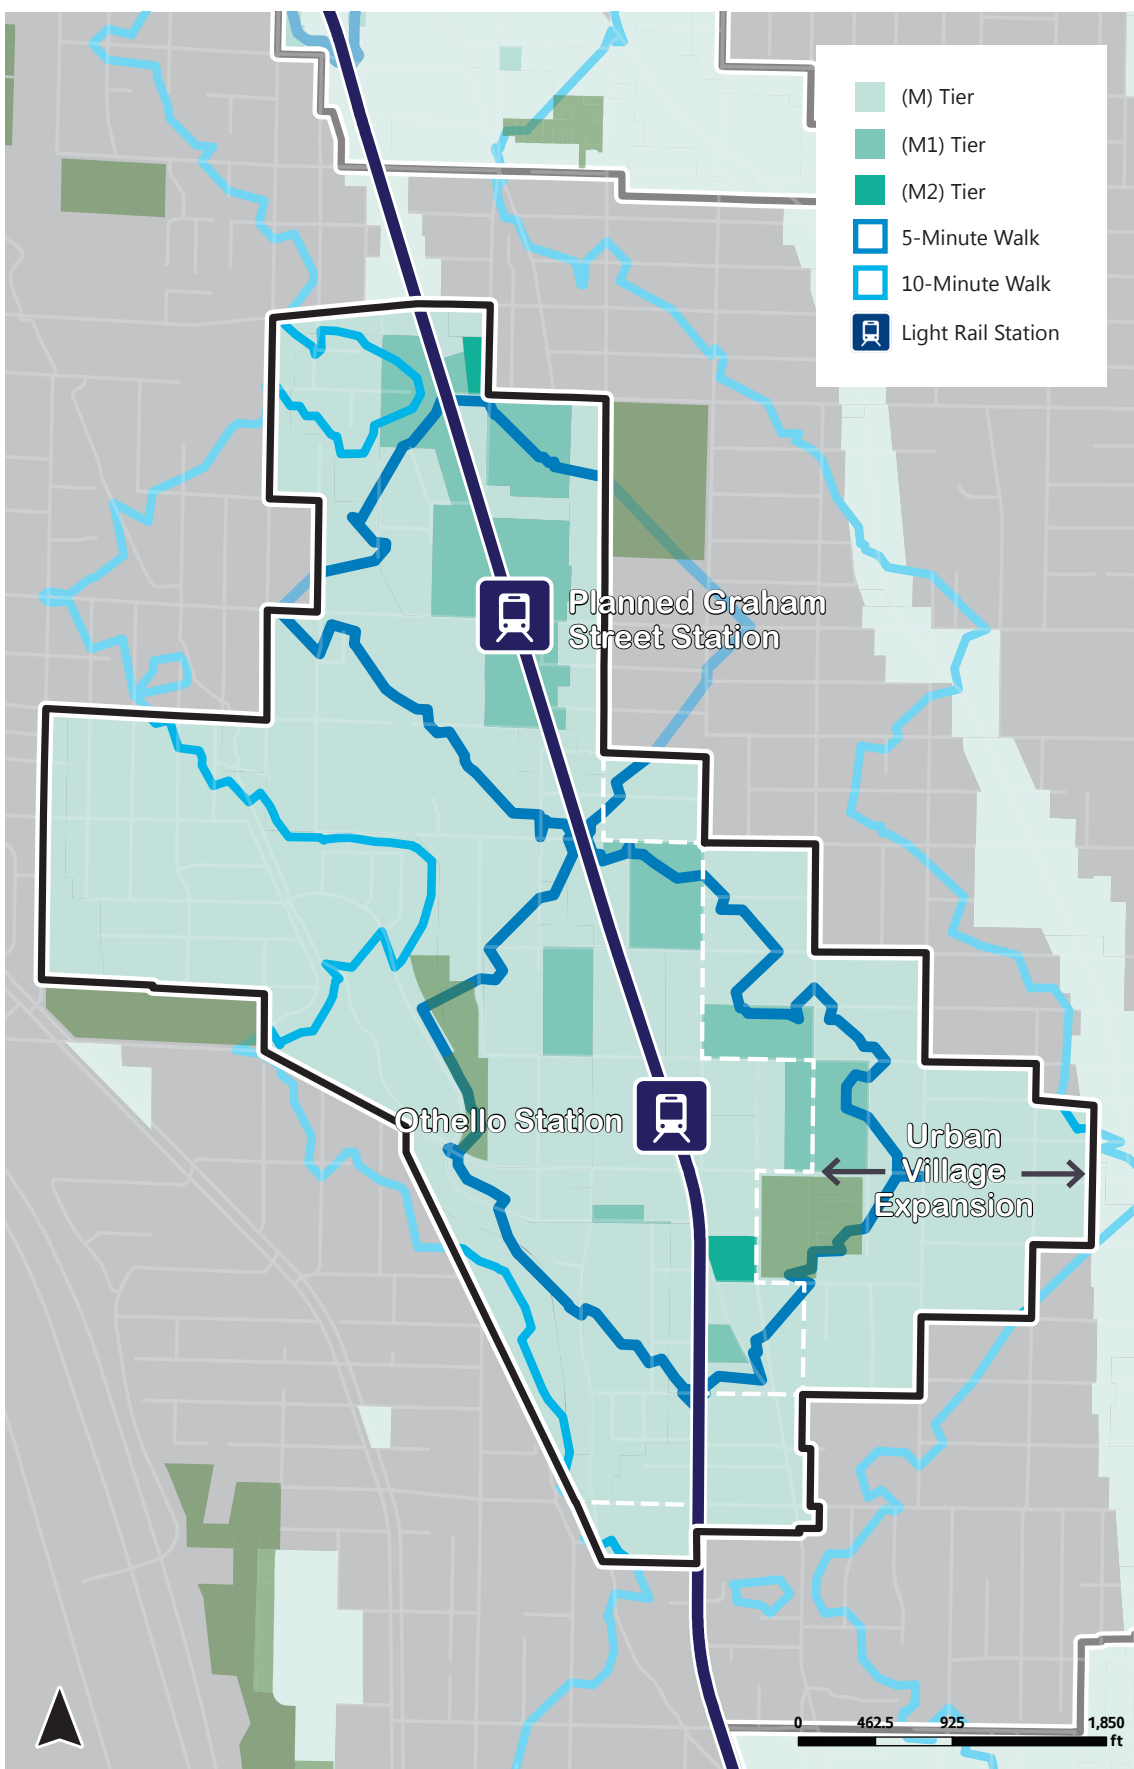 (M) Tier
(M1) Tier
(M2) Tier
5-Minute Walk
10-Minute Walk
Light Rail Station
Planned Graham
Street Station
Othello Station
Urban
Village
Expansion
0 462.5 925 1,850
ft